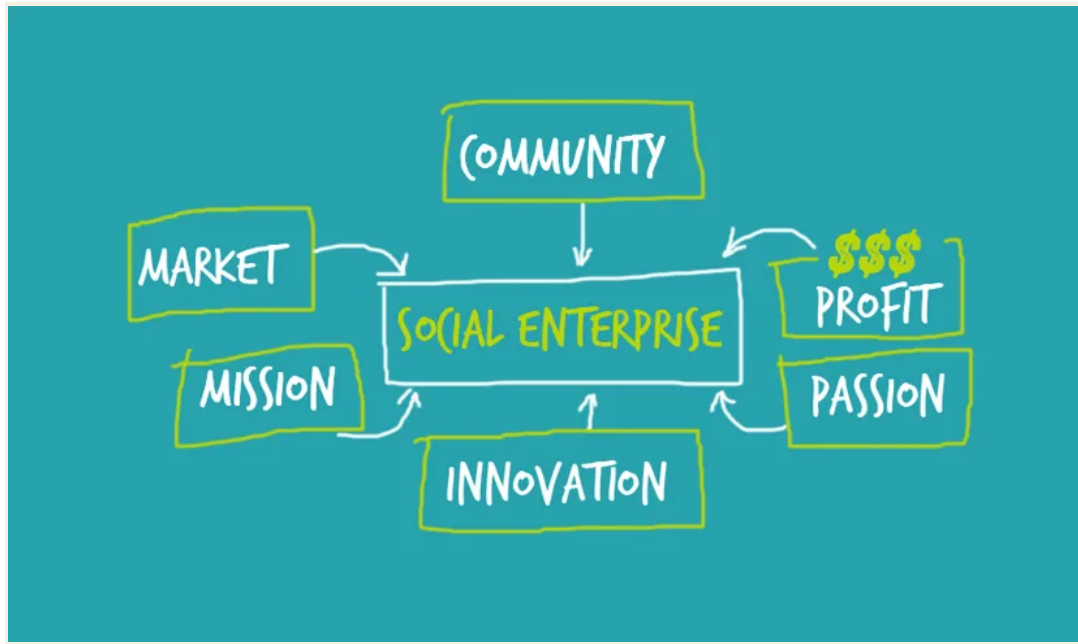 COMMUNITY
MARKET
$$$
PROFIT
SOCIAL ENTERPRISE
MISSION
PASSION
INNOVATION